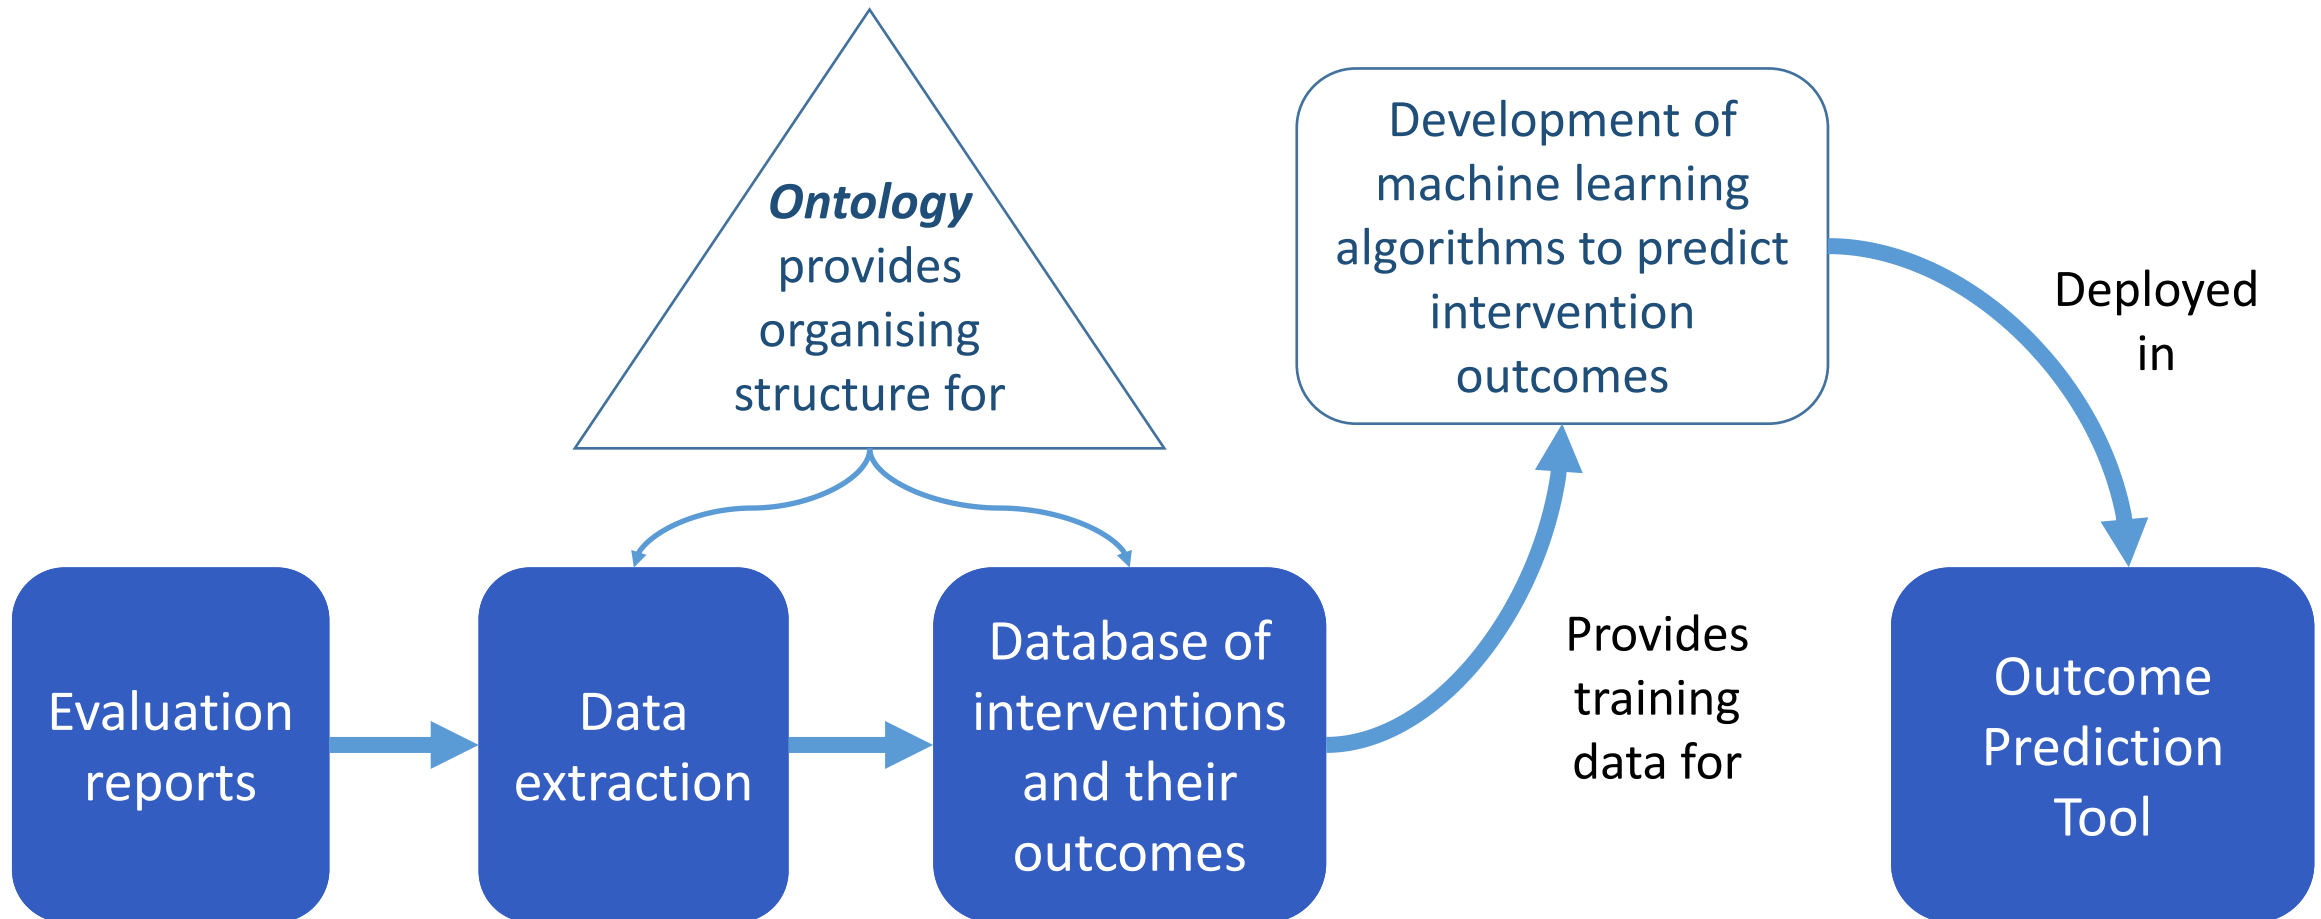 Ontology
provides
organising
structure for
Development of
machine learning
algorithms to predict
intervention
outcomes
Deployed
in
Evaluation
reports
Data
extraction
Database of
interventions
and their
outcomes
Provides
training
data for
Outcome
Prediction
Tool